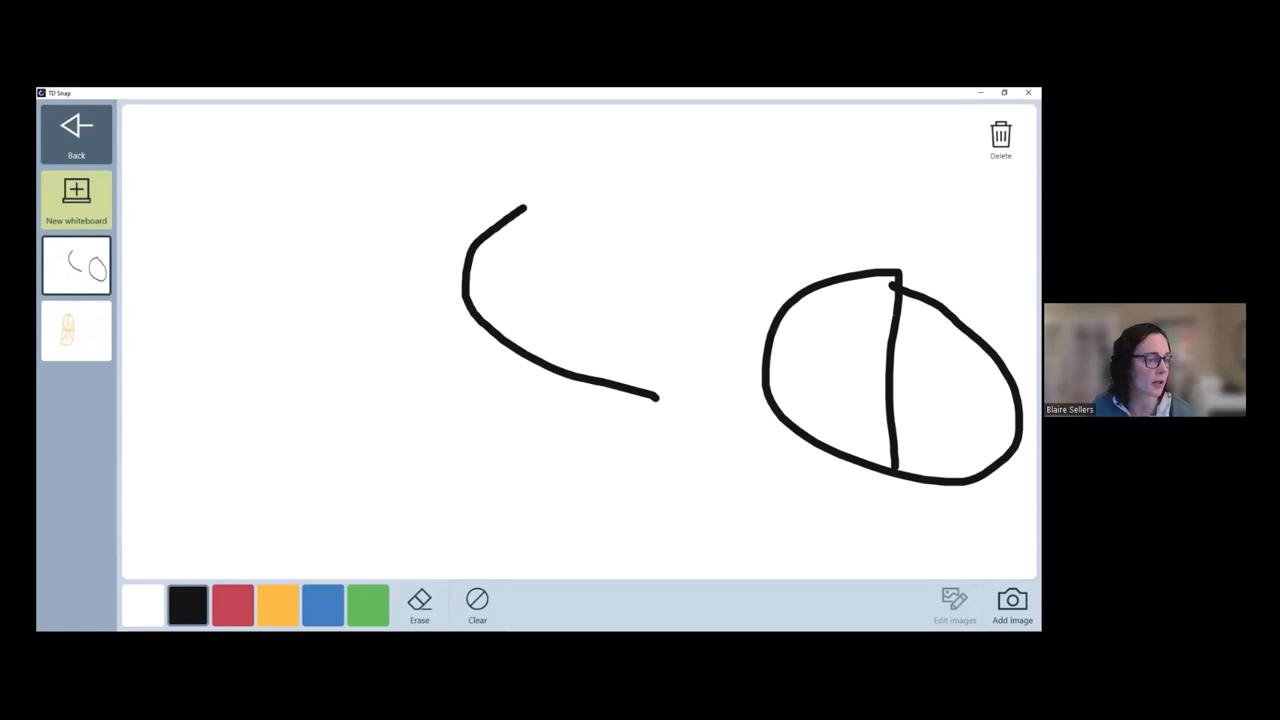 TD Snap
Back
Delete
New whiteboard
Blaire Sellers
Erase
Clear
Edit images
Add image